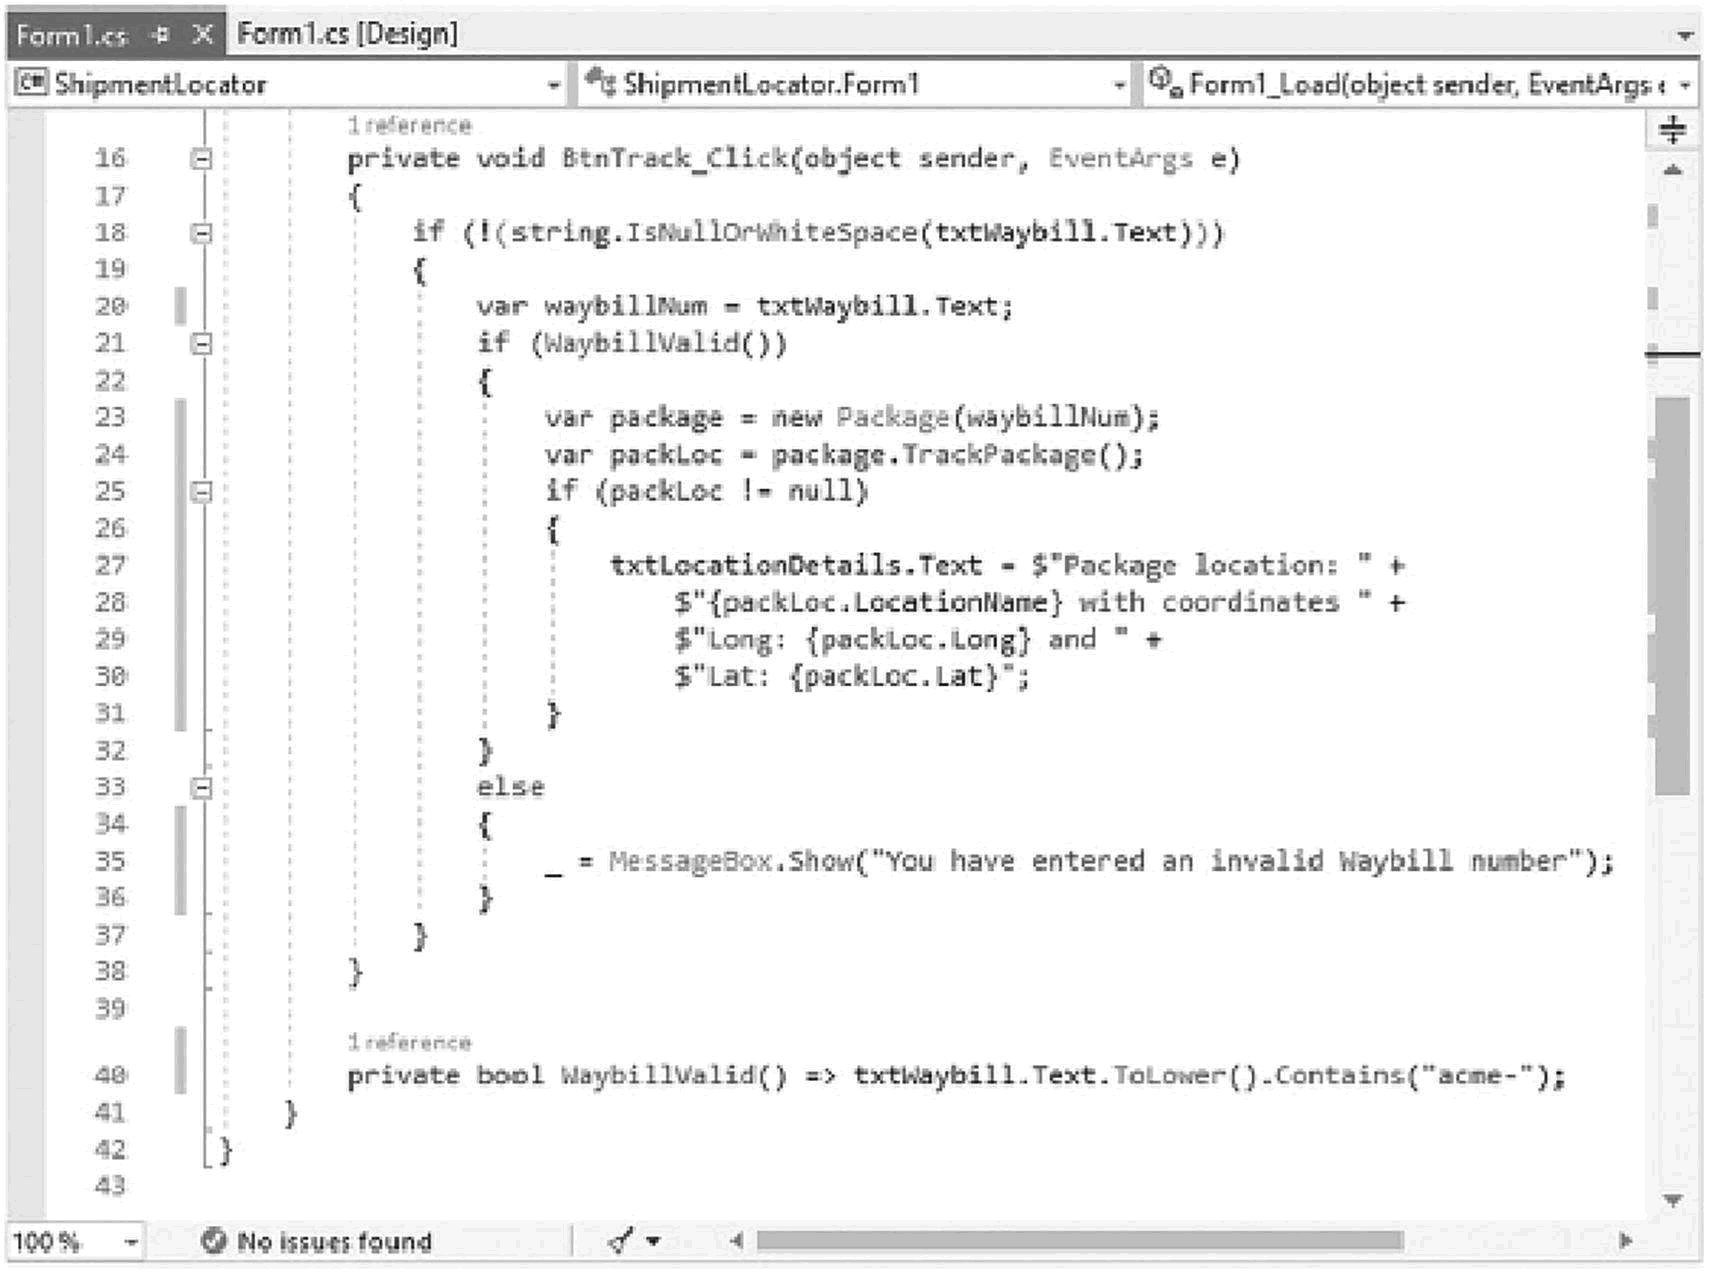 Form1.cs Form1.cs [Design]
C# ShipmentLocator ShipmentLocator.Form1 Form1_Load(object sender, EventArgs e
1 reference
16 private void BtnTrack_Click(object sender, EventArgs e)
17 {
18 if (!(string.IsNullOrWhiteSpace(txtWaybill.Text)))
19 {
20 var waybillNum = txtWaybill.Text;
21 if (WaybillValid())
22 {
23 var package = new Package(waybillNum);
24 var packLoc = package.TrackPackage();
25 if (packLoc != null)
26 {
27 txtLocationDetails.Text = $"Package location: " +
28 $"{packLoc.LocationName} with coordinates " +
29 $"Long: {packLoc.Long} and " +
30 $"Lat: {packLoc.Lat}";
31 }
32 }
33 else
34 {
35 _ = MessageBox.Show("You have entered an invalid Waybill number");
36 }
37 }
38 }
39
1 reference
40 private bool WaybillValid() => txtWaybill.Text.ToLower().Contains("acme-");
41 }
42 }
43
100 % No issues found